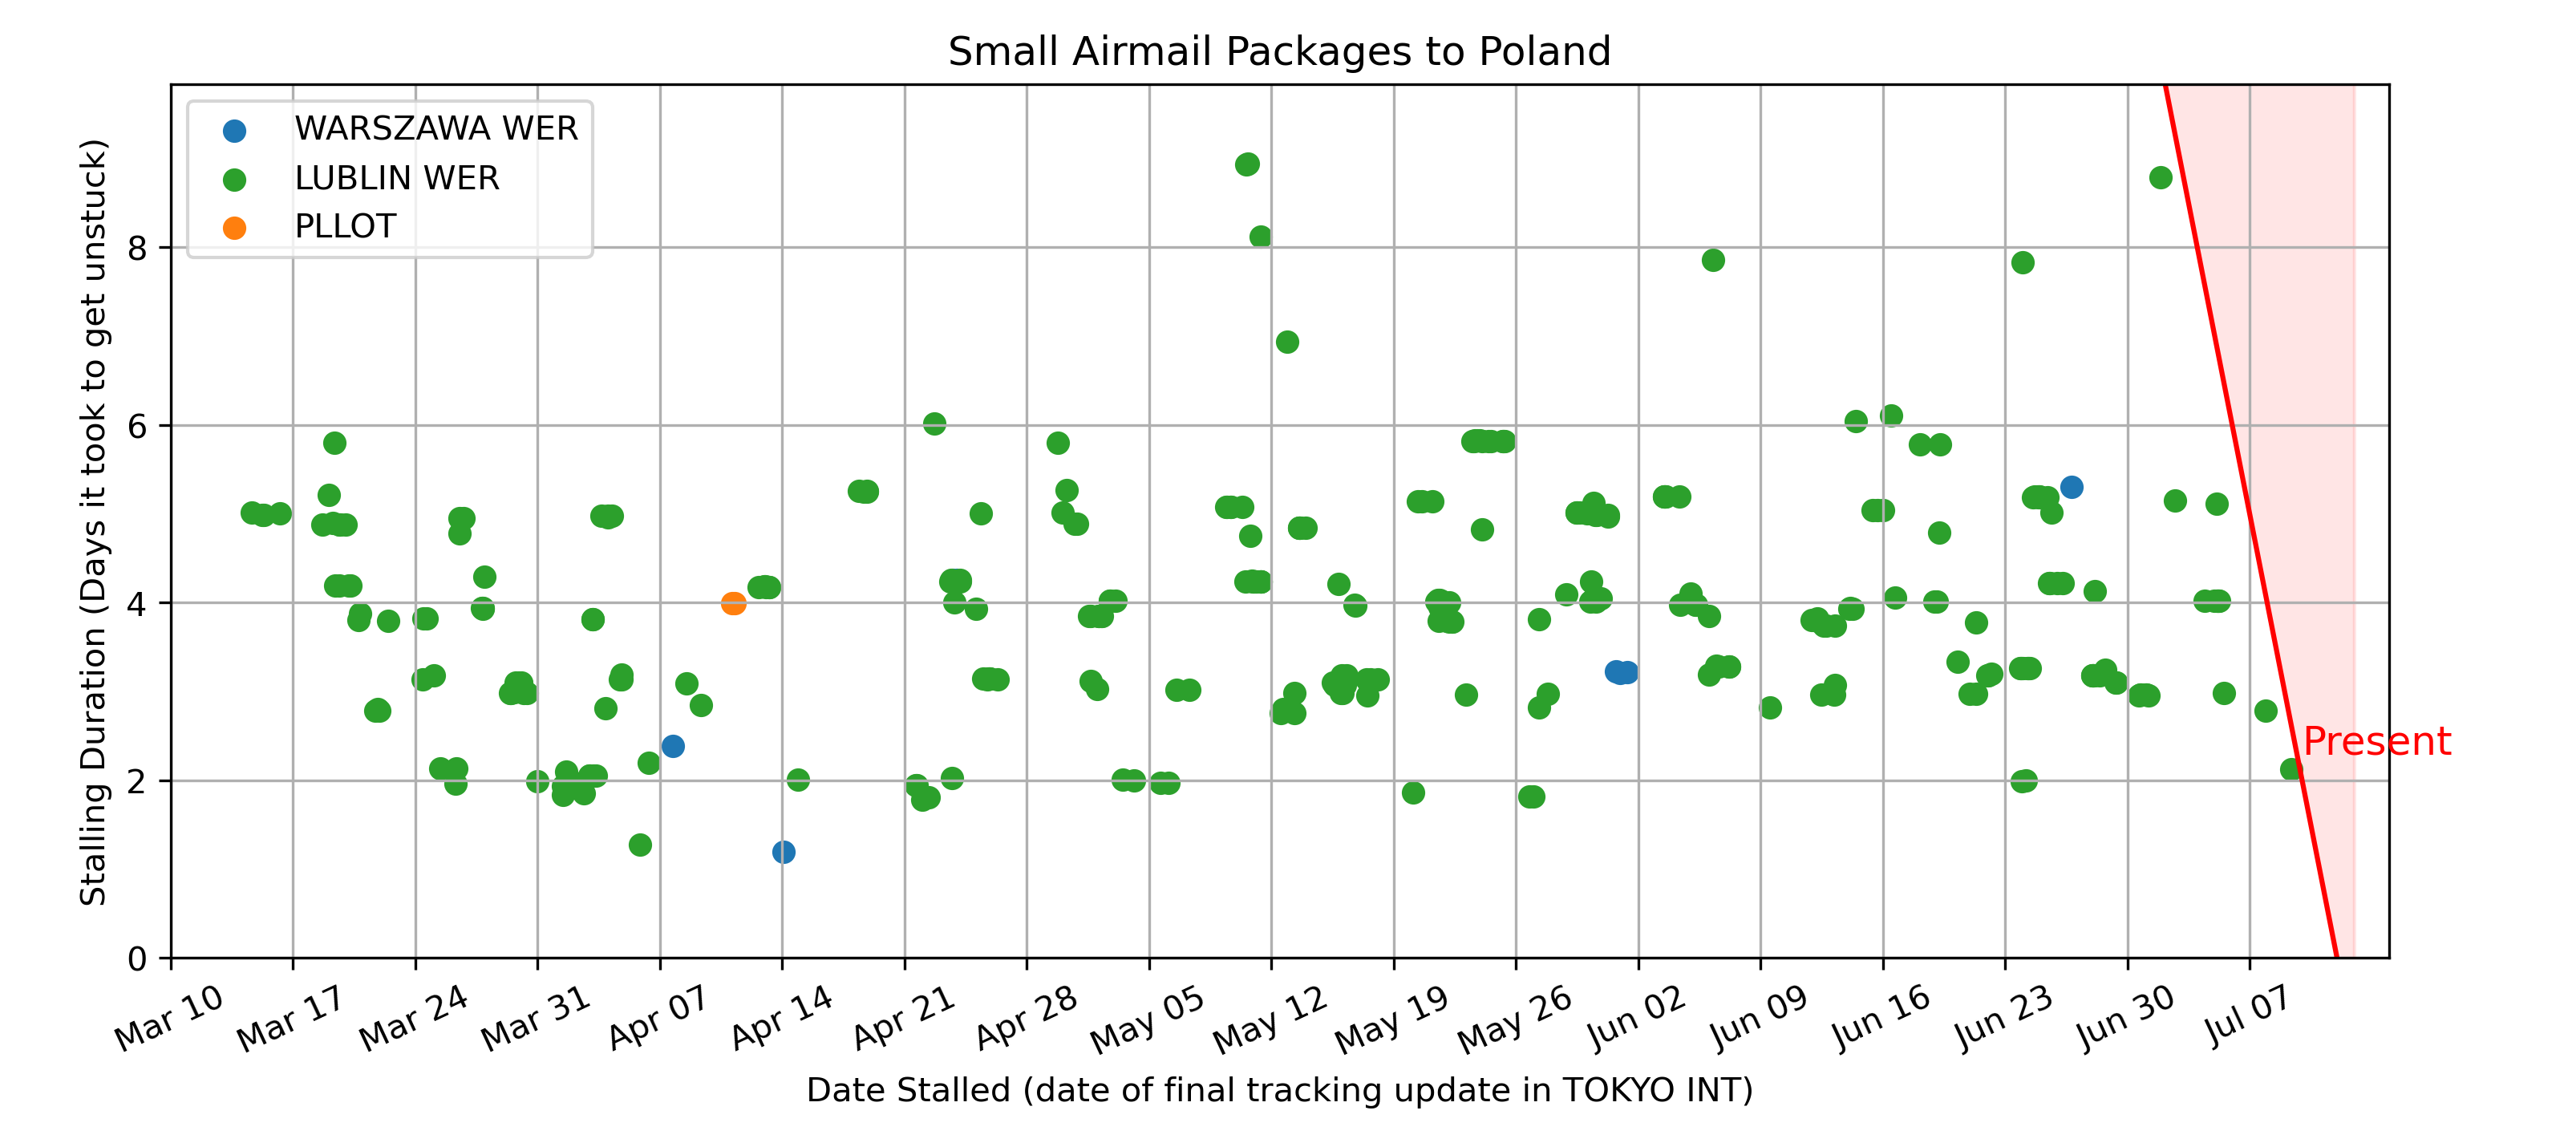 Small Airmail Packages to Poland
WARSZAWA WER
LUBLIN WER
PLLOT
Stalling Duration (Days it took to get unstuck)
8
6
4
2
0
Present
Mar 10
Mar 17
Mar 24
Mar 31
Apr 07
Apr 14
Apr 21
Apr 28
May 05
May 12
May 19
May 26
Jun 02
Jun 09
Jun 16
Jun 23
Jun 30
Jul 07
Date Stalled (date of final tracking update in TOKYO INT)